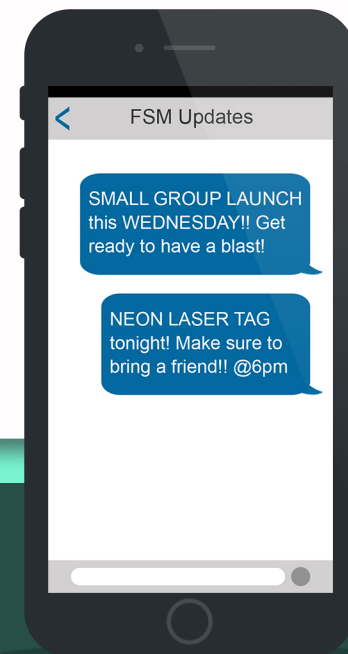 FSM Updates
SMALL GROUP LAUNCH
this WEDNESDAY!! Get
ready to have a blast!
NEON LASER TAG
tonight! Make sure to
bring a friend!! @6pm